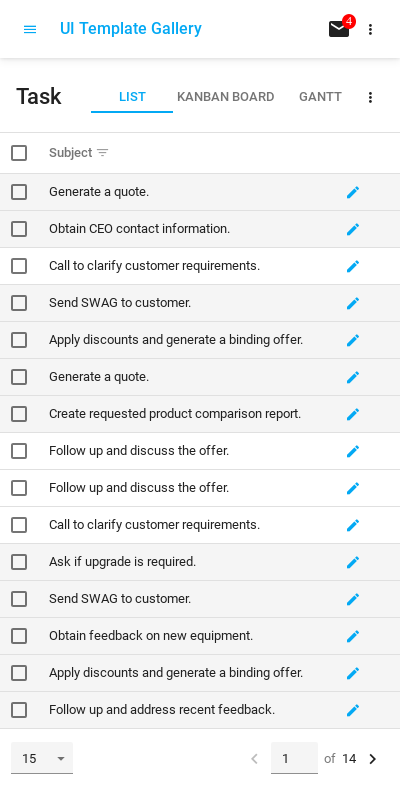 UI Template Gallery
4
Task
LIST KANBAN BOARD GANTT
Subject
Generate a quote.
Obtain CEO contact information.
Call to clarify customer requirements.
Send SWAG to customer.
Apply discounts and generate a binding offer.
Generate a quote.
Create requested product comparison report.
Follow up and discuss the offer.
Follow up and discuss the offer.
Call to clarify customer requirements.
Ask if upgrade is required.
Send SWAG to customer.
Obtain feedback on new equipment.
Apply discounts and generate a binding offer.
Follow up and address recent feedback.
15 1 of 14